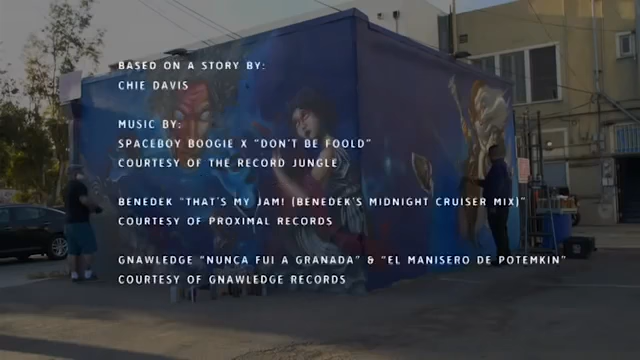 BASED ON A STORY BY:
CHIE DAVIS
MUSIC BY:
SPACEBOY BOOGIE X "DON'T BE FOOLD"
COURTESY OF THE RECORD JUNGLE
BENEDEK "THAT'S MY JAM! (BENEDEK'S MIDNIGHT CRUISER MIX)"
COURTESY OF PROXIMAL RECORDS
GNAWLEDGE "NUNCA FUI A GRANADA" & "EL MANISERO DE POTEMKIN"
COURTESY OF GNAWLEDGE RECORDS